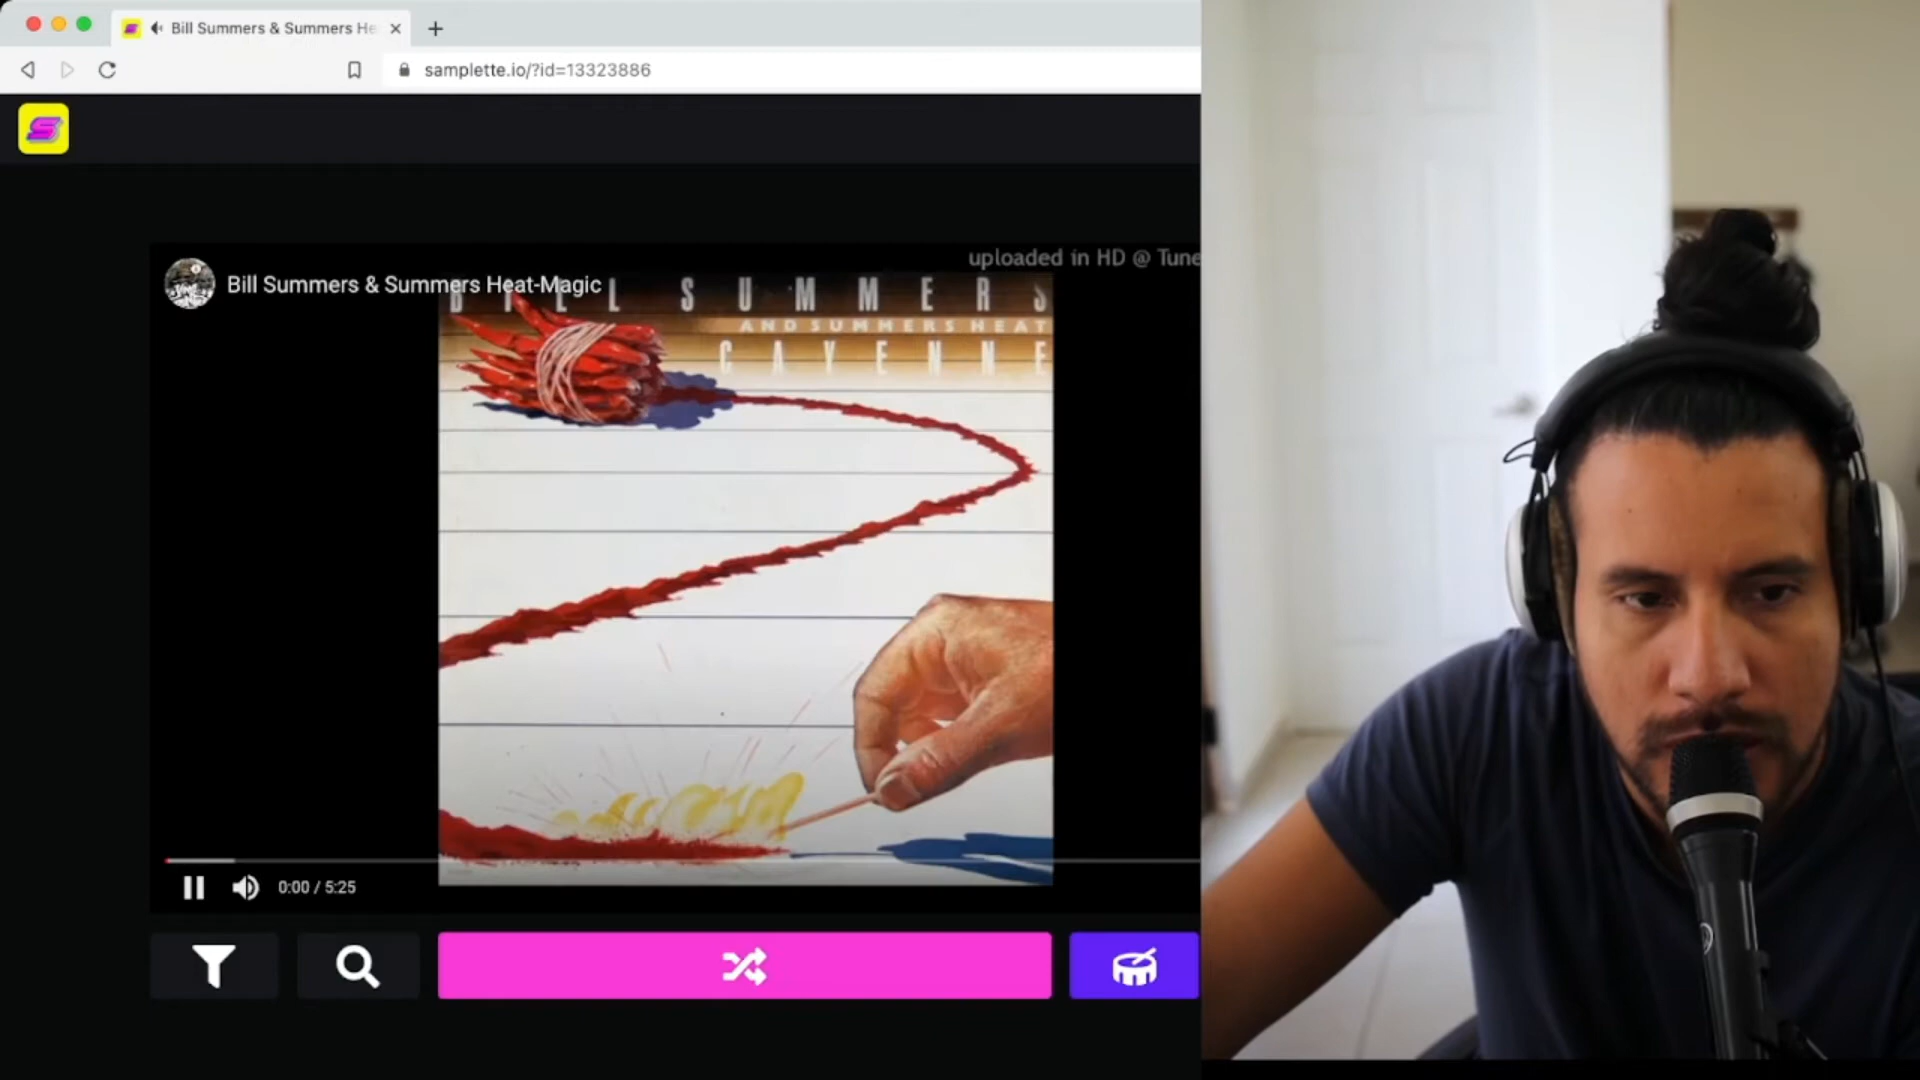 Bill Summers & Summers He
samplette.io/?id=13323886
uploaded in HD @ Tune
Bill Summers & Summers Heat-Magic
BILL SUMMERS
AND SUMMERS HEAT
CAYENNE
0:00 / 5:25